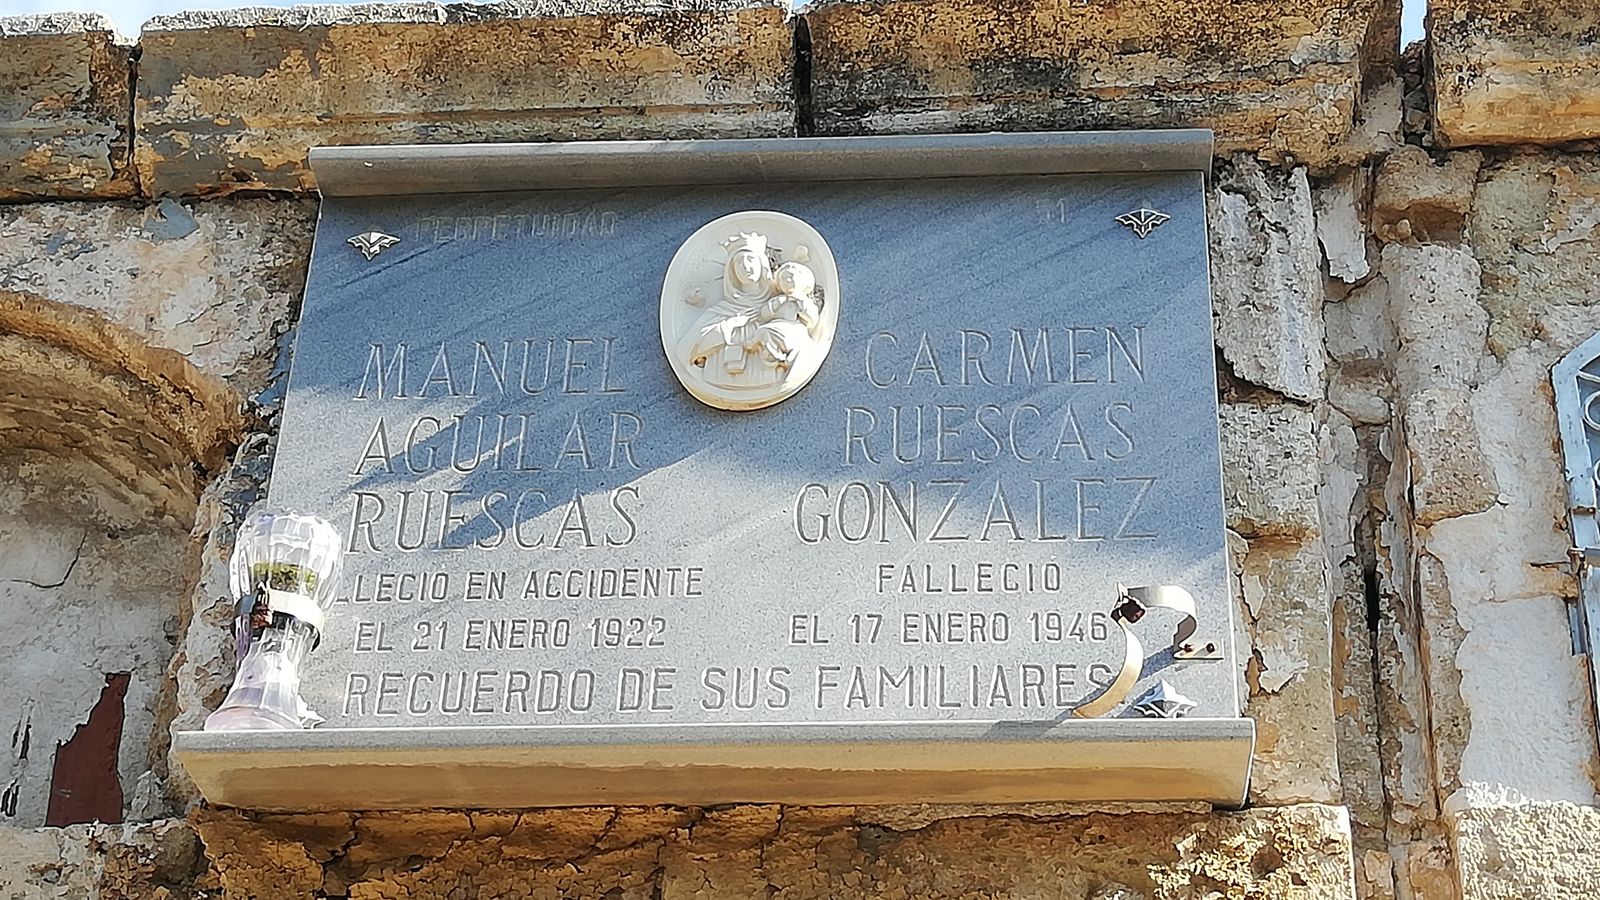 PERPETUIDAD 51
MANUEL
AGUILAR
RUESCAS
LLECIO EN ACCIDENTE
EL 21 ENERO 1922
CARMEN
RUESCAS
GONZALEZ
FALLECIO
EL 17 ENERO 1946
RECUERDO DE SUS FAMILIARES